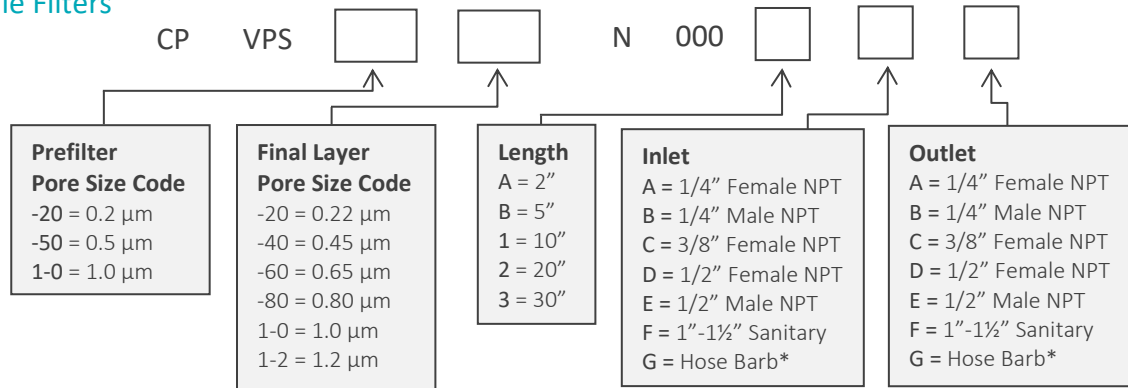 le Filters
CP VPS N 000
Prefilter
Pore Size Code
-20 = 0.2 µm
-50 = 0.5 µm
1-0 = 1.0 µm
Final Layer
Pore Size Code
-20 = 0.22 µm
-40 = 0.45 µm
-60 = 0.65 µm
-80 = 0.80 µm
1-0 = 1.0 µm
1-2 = 1.2 µm
Length
A = 2”
B = 5”
1 = 10”
2 = 20”
3 = 30”
Inlet
A = 1/4” Female NPT
B = 1/4” Male NPT
C = 3/8” Female NPT
D = 1/2” Female NPT
E = 1/2” Male NPT
F = 1”-1½” Sanitary
G = Hose Barb*
Outlet
A = 1/4” Female NPT
B = 1/4” Male NPT
C = 3/8” Female NPT
D = 1/2” Female NPT
E = 1/2” Male NPT
F = 1”-1½” Sanitary
G = Hose Barb*